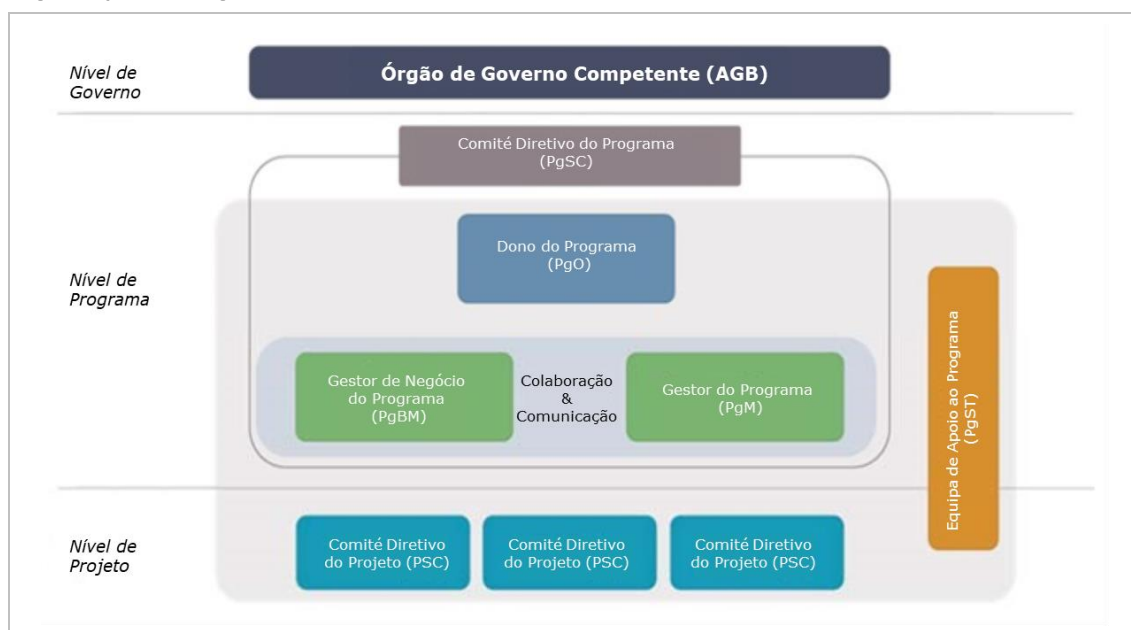 Nível de
Governo
Órgão de Governo Competente (AGB)
Comité Diretivo do Programa
(PgSC)
Dono do Programa
(PgO)
Nível de
Programa
Gestor de Negócio
do Programa
(PgBM)
Colaboração
&
Comunicação
Gestor do Programa
(PgM)
Equipa de Apoio ao Programa
(PgST)
Nível de
Projeto
Comité Diretivo
do Projeto (PSC)
Comité Diretivo
do Projeto (PSC)
Comité Diretivo
do Projeto (PSC)